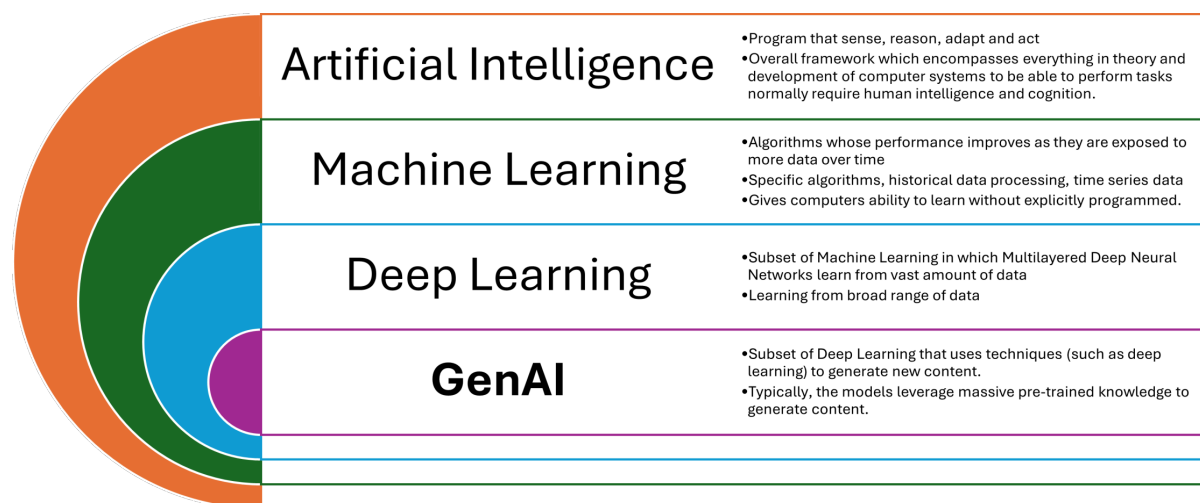 Artificial Intelligence
•Program that sense, reason, adapt and act
•Overall framework which encompasses everything in theory and
development of computer systems to be able to perform tasks
normally require human intelligence and cognition.
Machine Learning
•Algorithms whose performance improves as they are exposed to
more data over time
•Specific algorithms, historical data processing, time series data
•Gives computers ability to learn without explicitly programmed.
Deep Learning
•Subset of Machine Learning in which Multilayered Deep Neural
Networks learn from vast amount of data
•Learning from broad range of data
GenAI
•Subset of Deep Learning that uses techniques (such as deep
learning) to generate new content.
•Typically, the models leverage massive pre-trained knowledge to
generate content.